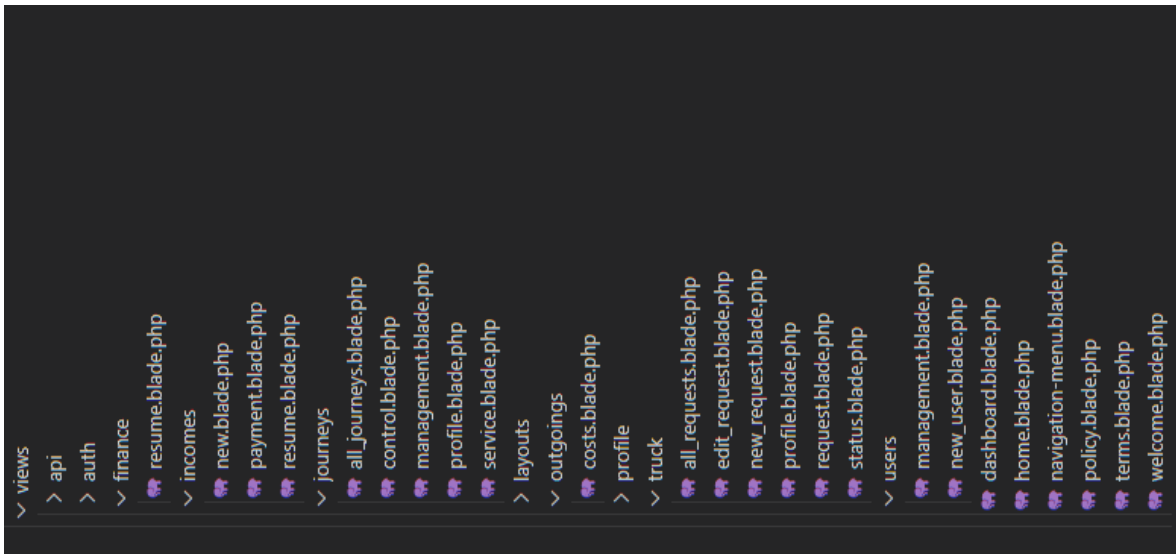 views
api
auth
finance
resume.blade.php
incomes
new.blade.php
payment.blade.php
resume.blade.php
journeys
all_journeys.blade.php
control.blade.php
management.blade.php
profile.blade.php
service.blade.php
layouts
outgoings
costs.blade.php
profile
truck
all_requests.blade.php
edit_request.blade.php
new_request.blade.php
profile.blade.php
request.blade.php
status.blade.php
users
management.blade.php
new_user.blade.php
dashboard.blade.php
home.blade.php
navigation-menu.blade.php
policy.blade.php
terms.blade.php
welcome.blade.php